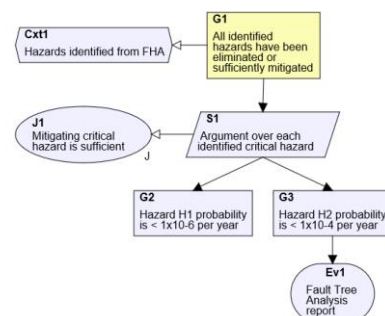 G1
All identified
hazards have been
eliminated or
sufficiently mitigated
Cxt1
Hazards identified from FHA
S1
Argument over each
identified critical hazard
J1
Mitigating critical
hazard is sufficient
J
G2
Hazard H1 probability
is < 1x10-6 per year
G3
Hazard H2 probability
is < 1x10-4 per year
Ev1
Fault Tree
Analysis
report